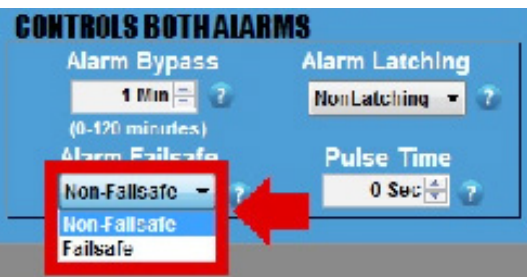 CONTROLS BOTH ALARMS
Alarm Bypass
Alarm Latching
1 Min
?
NonLatching
?
(0-120 minutes)
Alarm Failsafe
Pulse Time
Non-Failsafe
?
0 Sec
?
Non-Failsafe
Failsafe